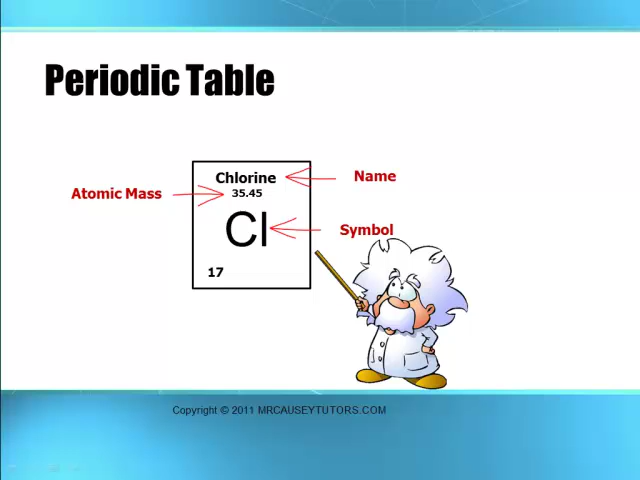 Periodic Table
Chlorine
Name
Atomic Mass
35.45
Cl
Symbol
17
Copyright © 2011 MRCAUSEYTUTORS.COM